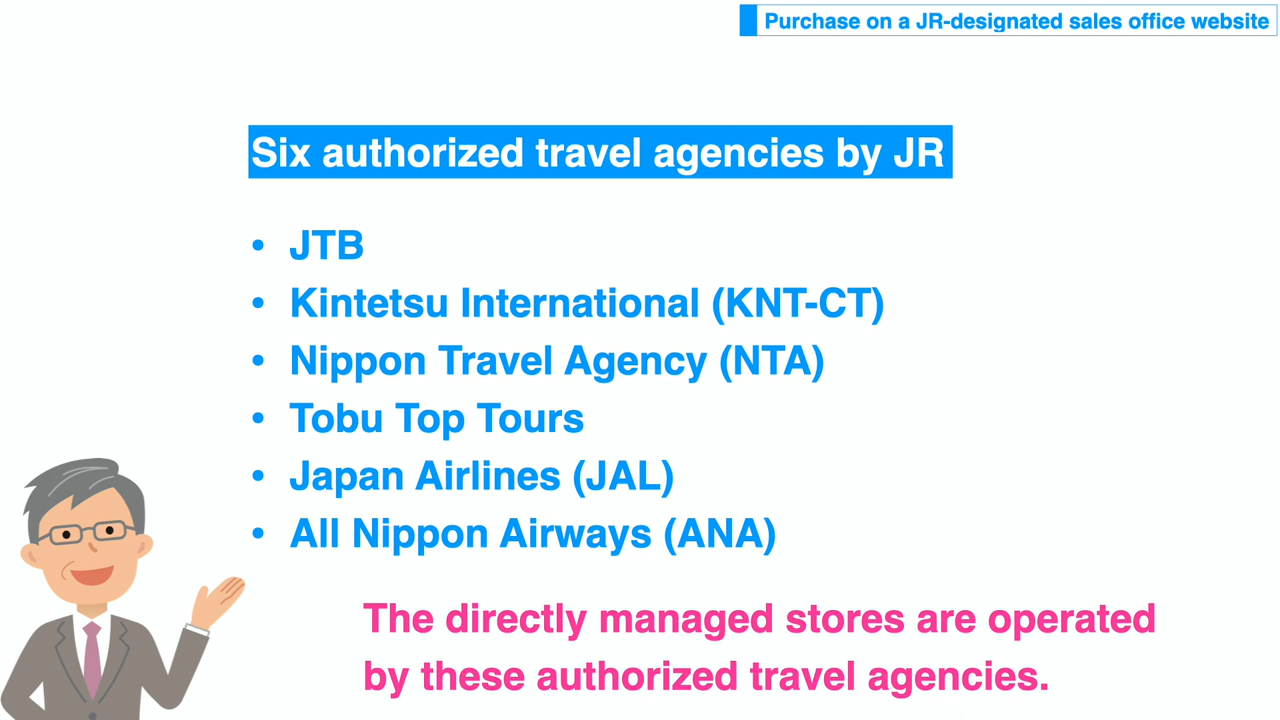 Purchase on a JR-designated sales office website
Six authorized travel agencies by JR
• JTB
• Kintetsu International (KNT-CT)
• Nippon Travel Agency (NTA)
• Tobu Top Tours
• Japan Airlines (JAL)
• All Nippon Airways (ANA)
The directly managed stores are operated
by these authorized travel agencies.